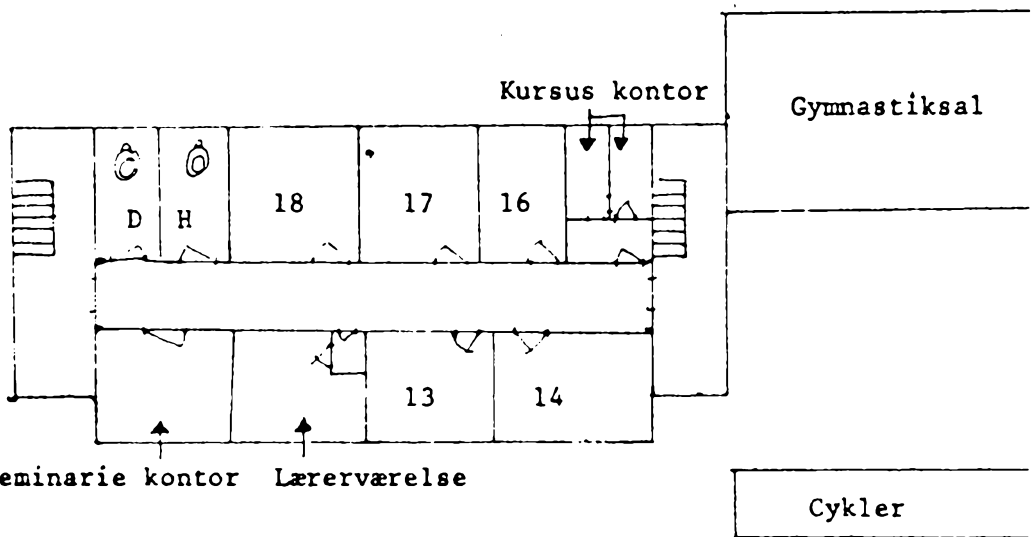 Kursus kontor
Gymnastiksal
D H 18 17 16
13 14
eminarie kontor Lærerværelse
Cykler